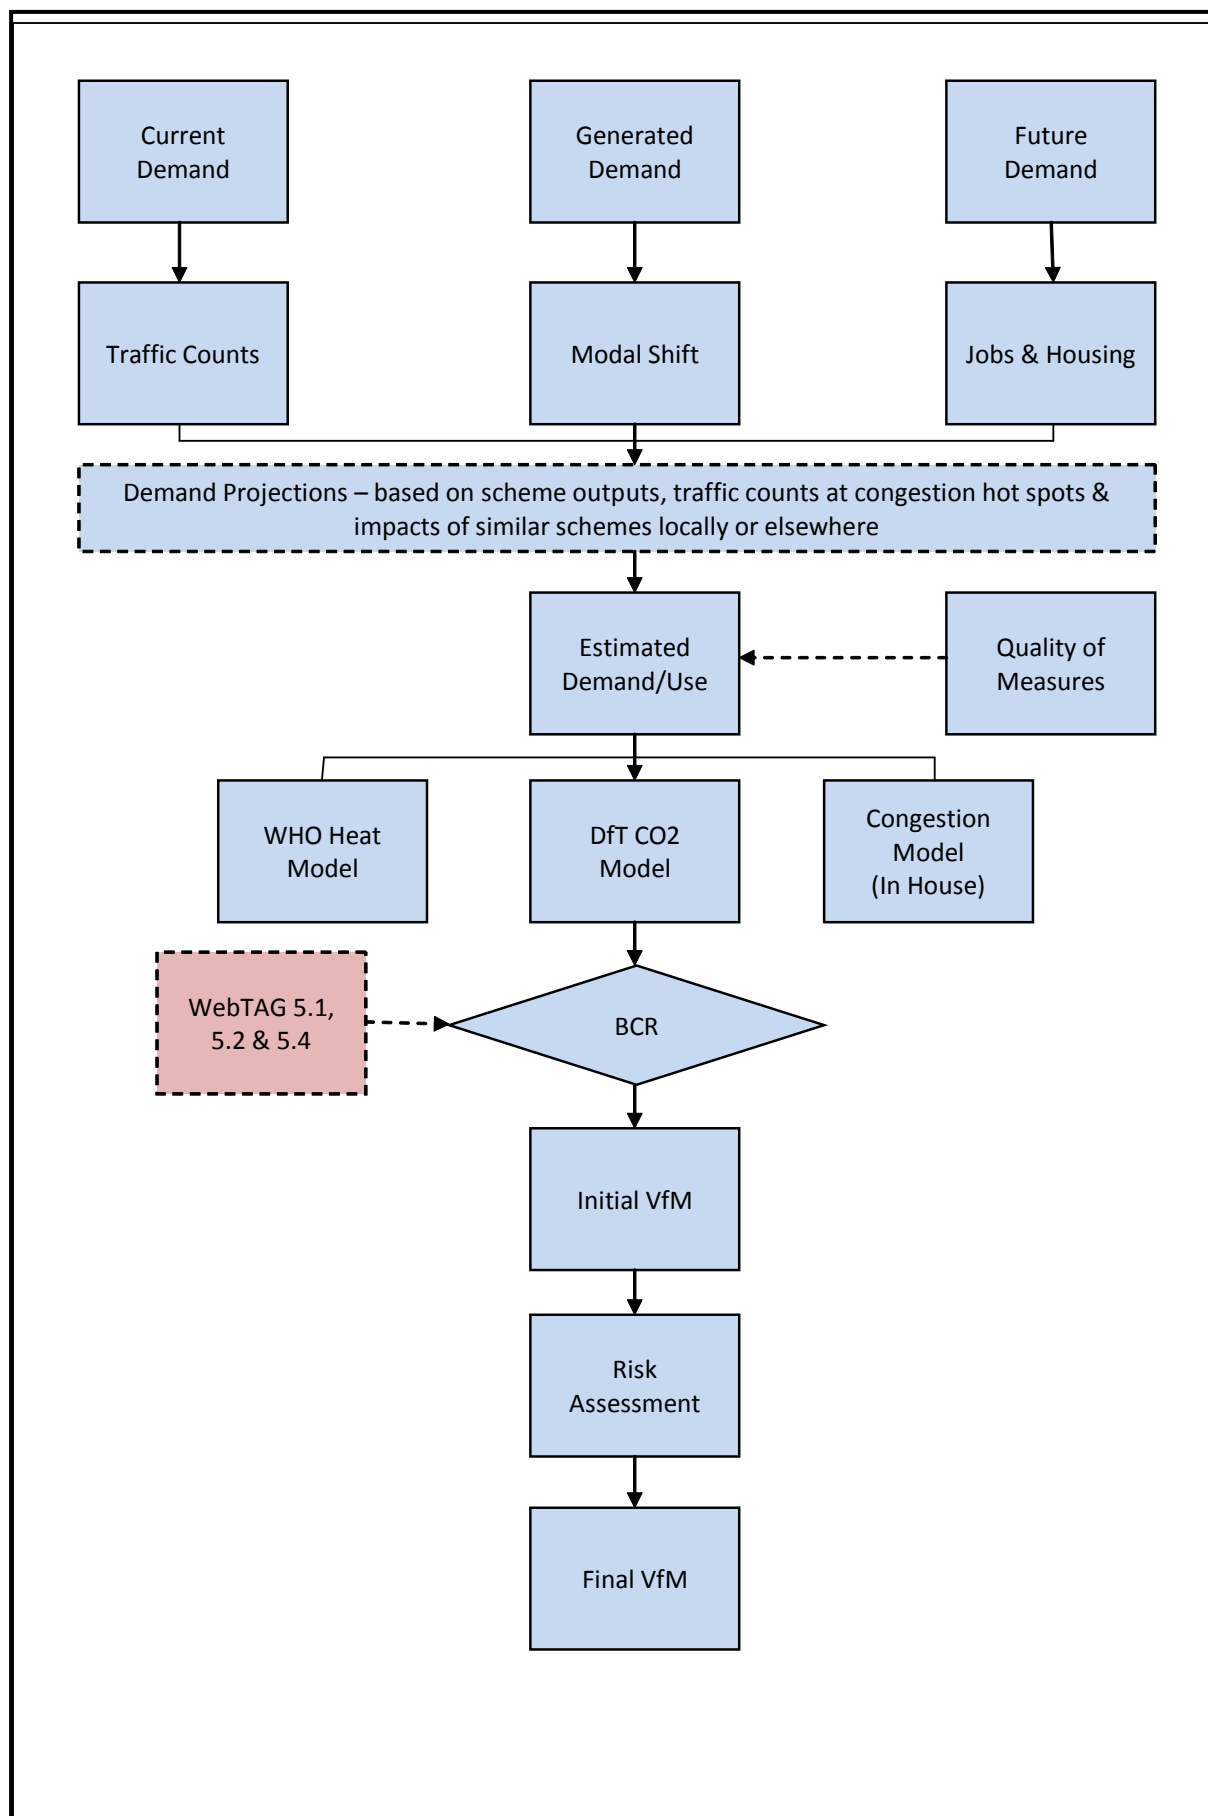 Current
Demand
Generated
Demand
Future
Demand
Traffic Counts
Modal Shift
Jobs & Housing
Demand Projections – based on scheme outputs, traffic counts at congestion hot spots &
impacts of similar schemes locally or elsewhere
Estimated
Demand/Use
Quality of
Measures
WHO Heat
Model
DfT CO2
Model
Congestion
Model
(In House)
WebTAG 5.1,
5.2 & 5.4
BCR
Initial VfM
Risk
Assessment
Final VfM